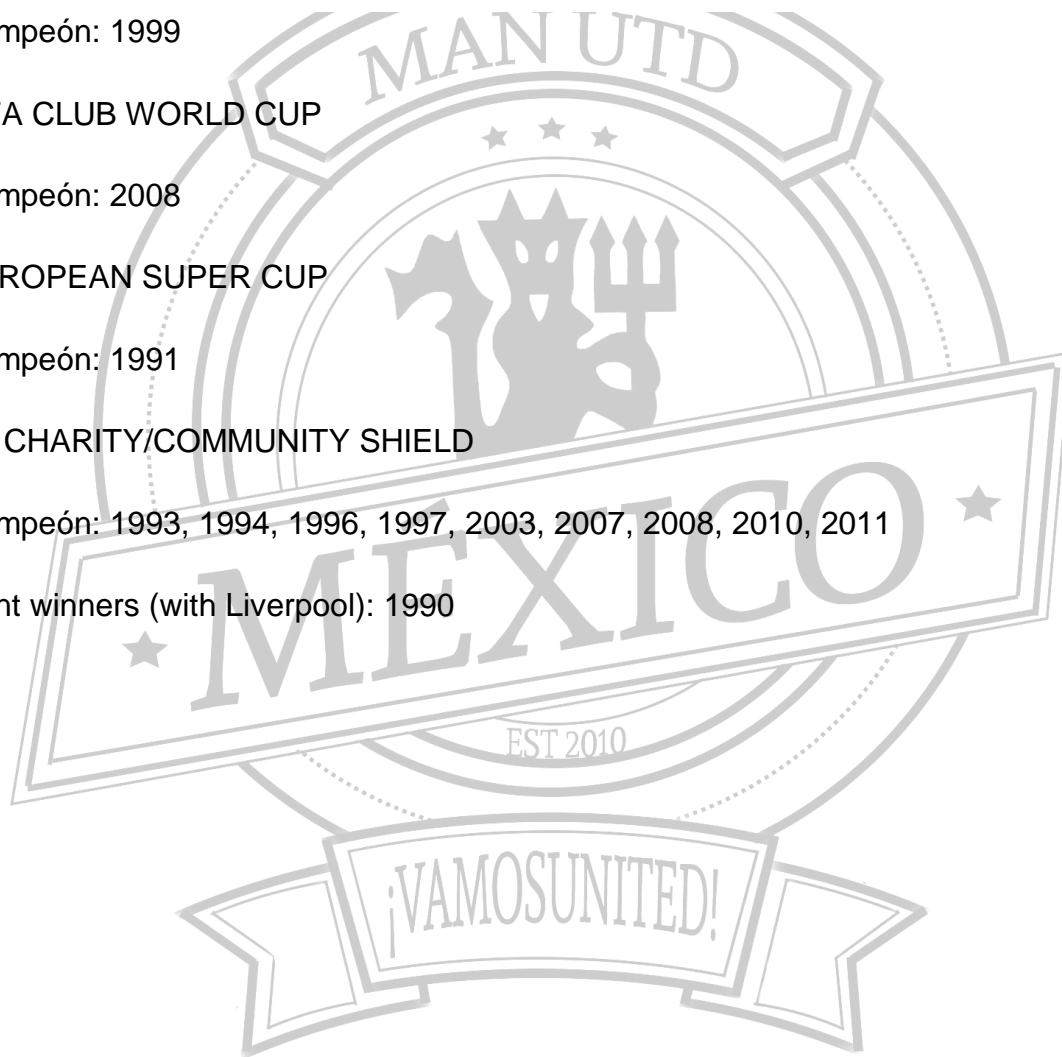 mpeón: 1999
MAN UTD
A CLUB WORLD CUP
mpeón: 2008
ROPEAN SUPER CUP
mpeón: 1991
CHARITY/COMMUNITY SHIELD
mpeón: 1993, 1994, 1996, 1997, 2003, 2007, 2008, 2010, 2011
nt winners (with Liverpool): 1990
MÉXICO
EST 2010
¡VAMOSUNITED!